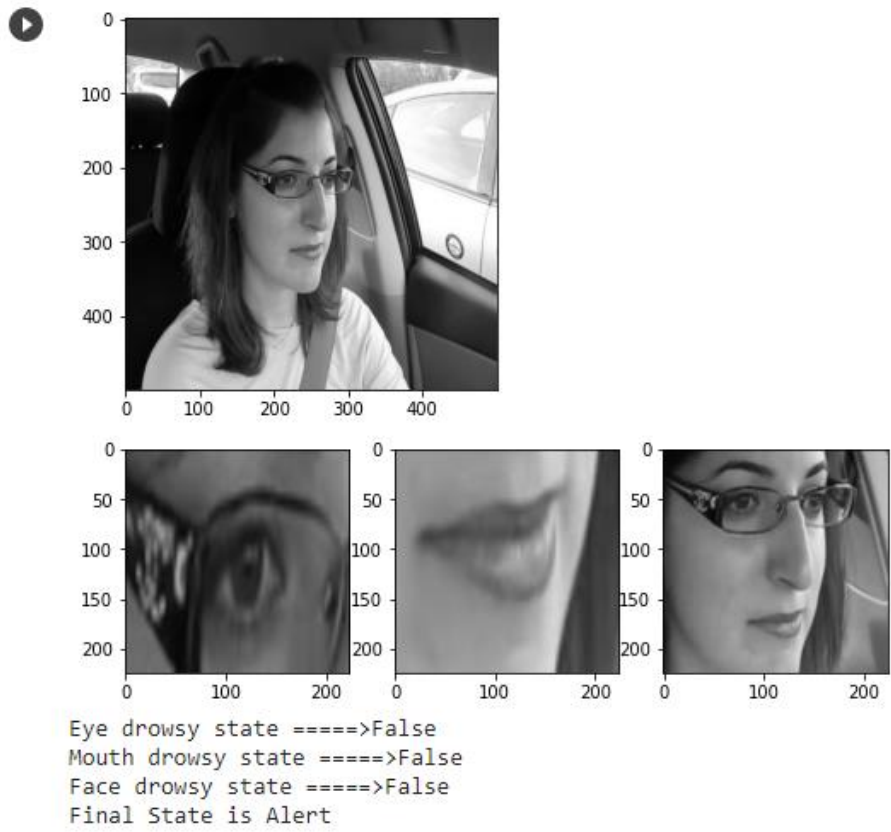 0
100
200
300
400
0 100 200 300 400
0 0 0
50 50 50
100 100 100
150 150 150
200 200 200
0 100 200 0 100 200 0 100 200
Eye drowsy state =====>False
Mouth drowsy state =====>False
Face drowsy state =====>False
Final State is Alert